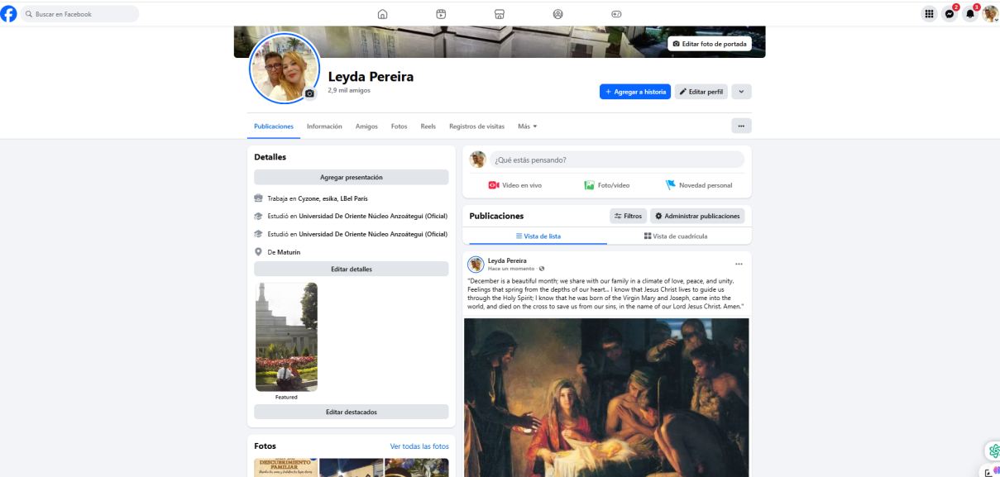 Buscar en Facebook
2
3
Editar foto de portada
Leyda Pereira
2,9 mil amigos
+ Agregar a historia
Editar perfil
Publicaciones
Información
Amigos
Fotos
Reels
Registros de visitas
Más
Detalles
Agregar presentación
Trabaja en Cyzone, esika, LBel París
Estudió en Universidad De Oriente Núcleo Anzoátegui (Oficial)
Estudió en Universidad De Oriente Núcleo Anzoátegui (Oficial)
De Maturín
Editar detalles
Featured
Editar destacados
Fotos
Ver todas las fotos
DESCUBRIMIENTO
FAMILIAR
¿Qué estás pensando?
Video en vivo
Foto/video
Novedad personal
Publicaciones
Filtros
Administrar publicaciones
Vista de lista
Vista de cuadrícula
Leyda Pereira
Hace un momento ·
"December is a beautiful month; we share with our family in a climate of love, peace, and unity.
Feelings that spring from the depths of our heart... I know that Jesus Christ lives to guide us
through the Holy Spirit; I know that he was born of the Virgin Mary and Joseph, came into the
world, and died on the cross to save us from our sins, in the name of our Lord Jesus Christ. Amen."